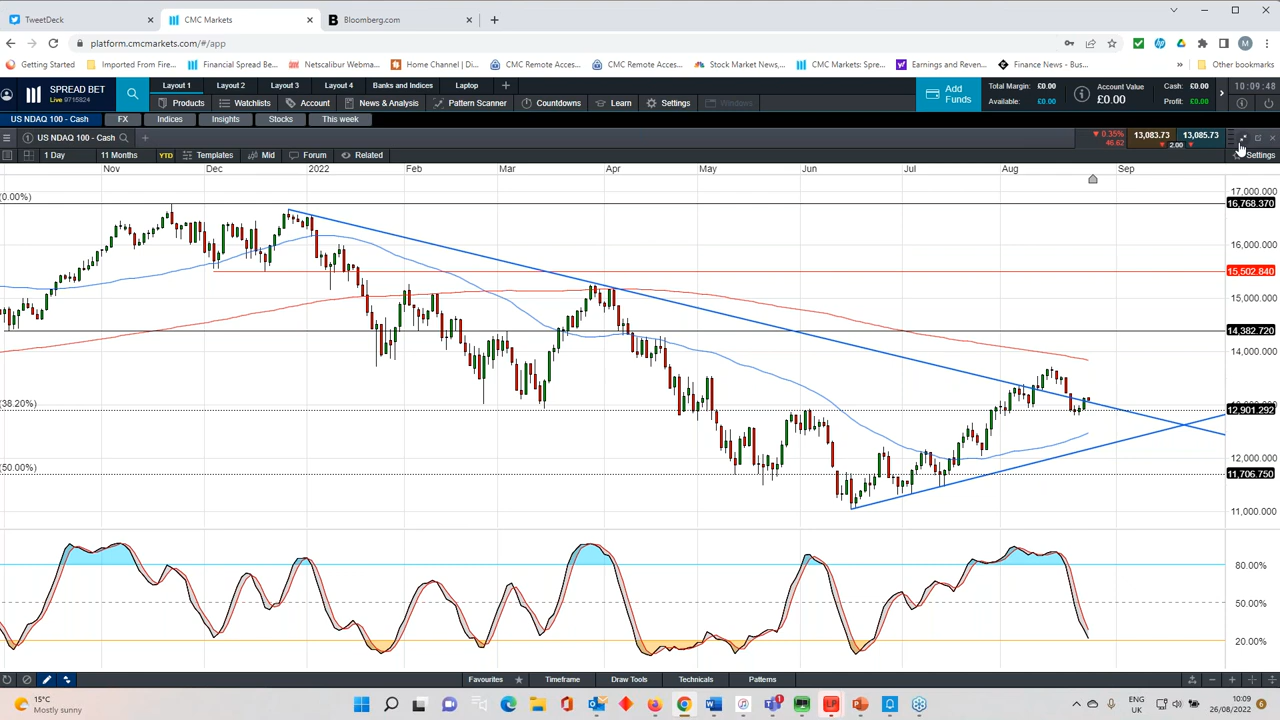 TweetDeck
CMC Markets
Bloomberg.com
platform.cmcmarkets.com/#/app
Getting Started
Imported From Fire...
Financial Spread Be...
CMC Remote Acces...
Netscalibur Webma...
Home Channel | Di...
CMC Remote Acces...
Stock Market News,...
CMC Markets: Spre...
Earnings and Reven...
Finance News - Bus...
Other bookmarks
SPREAD BET
Live 9715824
Layout 1
Layout 2
Layout 3
Layout 4
Banks and Indices
Laptop
Products
Watchlists
Account
News & Analysis
Pattern Scanner
Countdowns
Learn
Settings
Windows
Add
Funds
Total Margin: £0.00
Available: £0.00
Account Value
£0.00
Cash: £0.00
Profit: £0.00
10:09:48
US NDAQ 100 - Cash
FX
Indices
Insights
Stocks
This week
US NDAQ 100 - Cash
0.35%
46.62
13,083.73
2.00
13,085.73
1 Day
11 Months
YTD
Templates
Mid
Forum
Related
Settings
Nov
Dec
2022
Feb
Mar
Apr
May
Jun
Jul
Aug
Sep
(0.00%)
(38.20%)
(50.00%)
17,000.000
16,768.370
16,000.000
15,502.840
15,000.000
14,382.720
14,000.000
12,901.292
12,000.000
11,706.750
11,000.000
80.00%
50.00%
20.00%
Favourites
Timeframe
Draw Tools
Technicals
Patterns
15°C
Mostly sunny
ENG
UK
10:09
26/08/2022